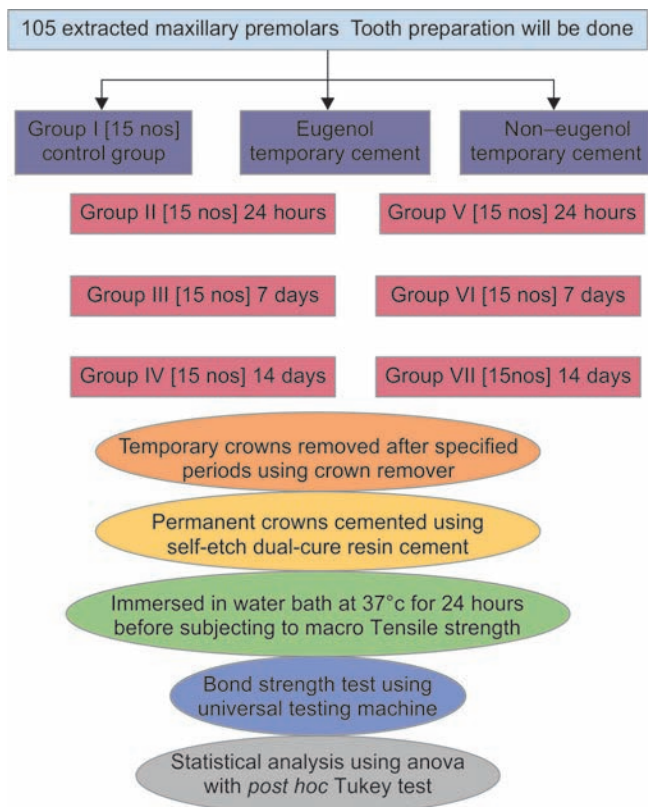 105 extracted maxillary premolars Tooth preparation will be done
Group I [15 nos]
control group
Eugenol
temporary cement
Non–eugenol
temporary cement
Group II [15 nos] 24 hours
Group V [15 nos] 24 hours
Group III [15 nos] 7 days
Group VI [15 nos] 7 days
Group IV [15 nos] 14 days
Group VII [15nos] 14 days
Temporary crowns removed after specified
periods using crown remover
Permanent crowns cemented using
self-etch dual-cure resin cement
Immersed in water bath at 37°c for 24 hours
before subjecting to macro Tensile strength
Bond strength test using
universal testing machine
Statistical analysis using anova
with post hoc Tukey test